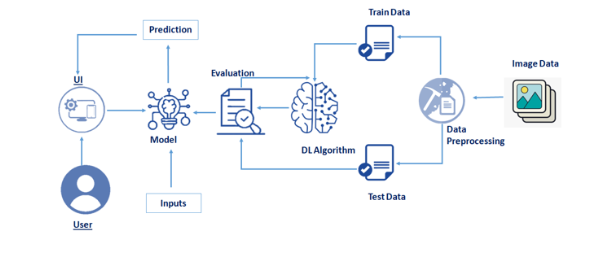 Train Data
Prediction
Image Data
Evaluation
UI
Data
Preprocessing
Model
DL Algorithm
Test Data
Inputs
User